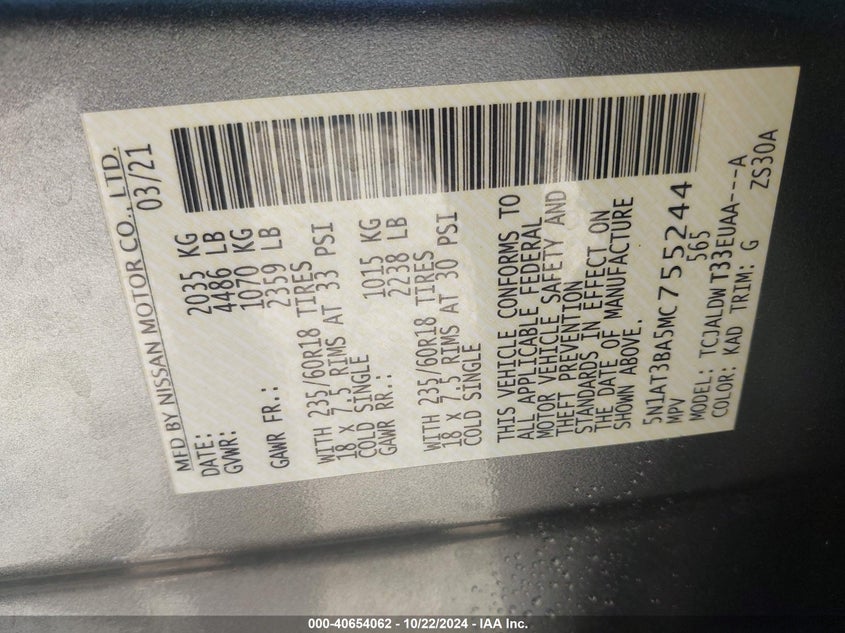 MFD BY NISSAN MOTOR CO., LTD.
DATE: 03/21
GVWR: 2035 KG
4486 LB
GAWR FR.: 1070 KG
2359 LB
WITH 235/60R18 TIRES
18 X 7.5 RIMS AT 33 PSI
COLD SINGLE
GAWR RR.: 1015 KG
2238 LB
WITH 235/60R18 TIRES
18 X 7.5 RIMS AT 30 PSI
COLD SINGLE
THIS VEHICLE CONFORMS TO
ALL APPLICABLE FEDERAL
MOTOR VEHICLE SAFETY AND
THEFT PREVENTION
STANDARDS IN EFFECT ON
THE DATE OF MANUFACTURE
SHOWN ABOVE.
5N1AT3BA5MC755244
MPV 565
MODEL: TCJALDWT33EUAA---A
COLOR: KAD TRIM: G ZS30A
000-40654062 - 10/22/2024 - IAA Inc.